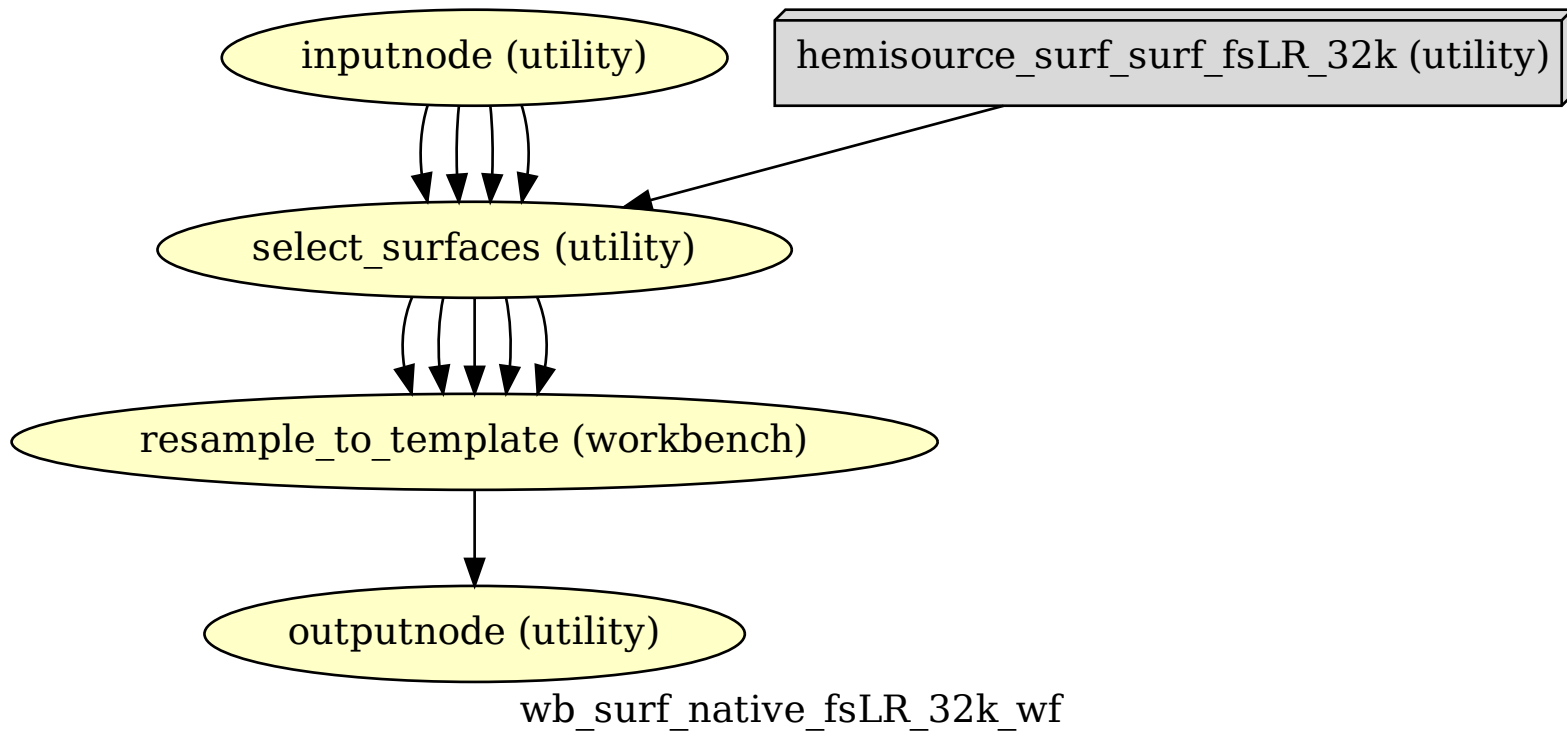 inputnode (utility)
hemisource_surf_surf_fsLR_32k (utility)
select_surfaces (utility)
resample_to_template (workbench)
outputnode (utility)
wb_surf_native_fsLR_32k_wf